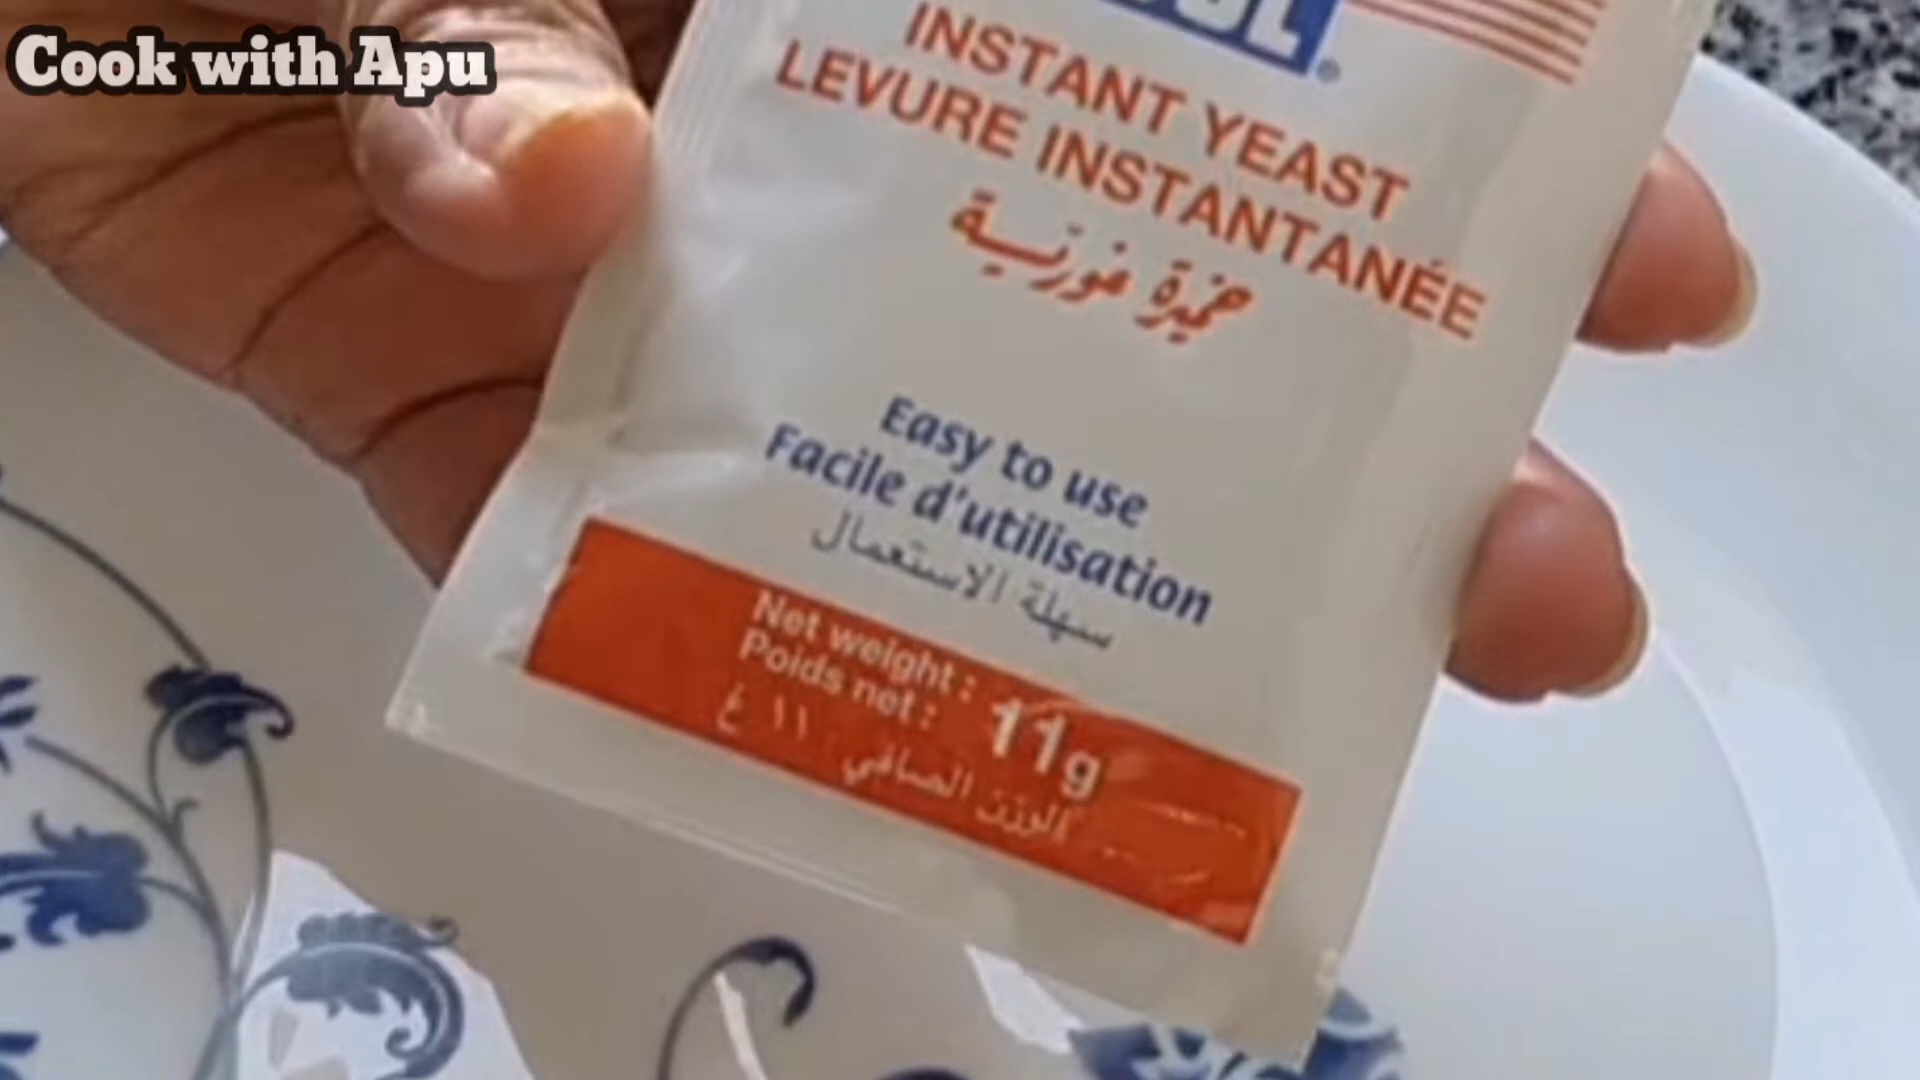 Cook with Apu
INSTANT YEAST
LEVURE INSTANTANÉE
خميرة فورية
Easy to use
Facile d'utilisation
سهلة الاستعمال
Net weight :
Poids net :
11g
الوزن الصافي : ١١ غ